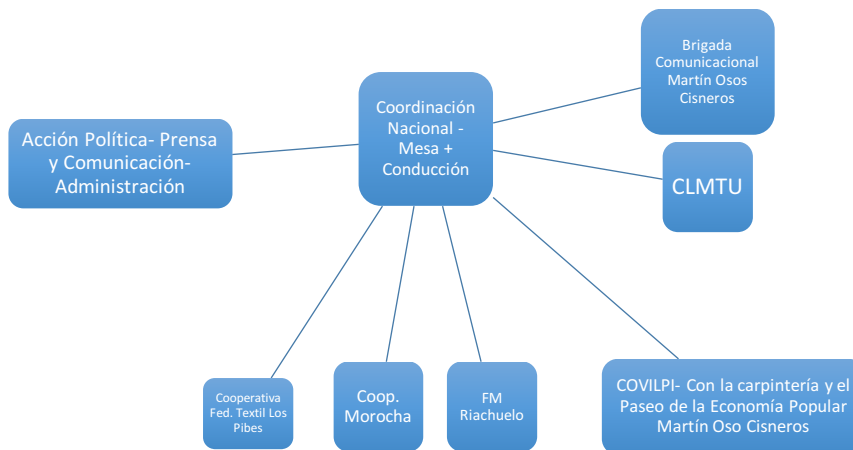 Brigada
Comunicacional
Martín Osos
Cisneros
Coordinación
Nacional -
Mesa +
Conducción
Acción Política- Prensa
y Comunicación-
Administración
CLMTU
Cooperativa
Fed. Textil Los
Pibes
Coop.
Morocha
FM
Riachuelo
COVILPI- Con la carpintería y el
Paseo de la Economía Popular
Martín Oso Cisneros